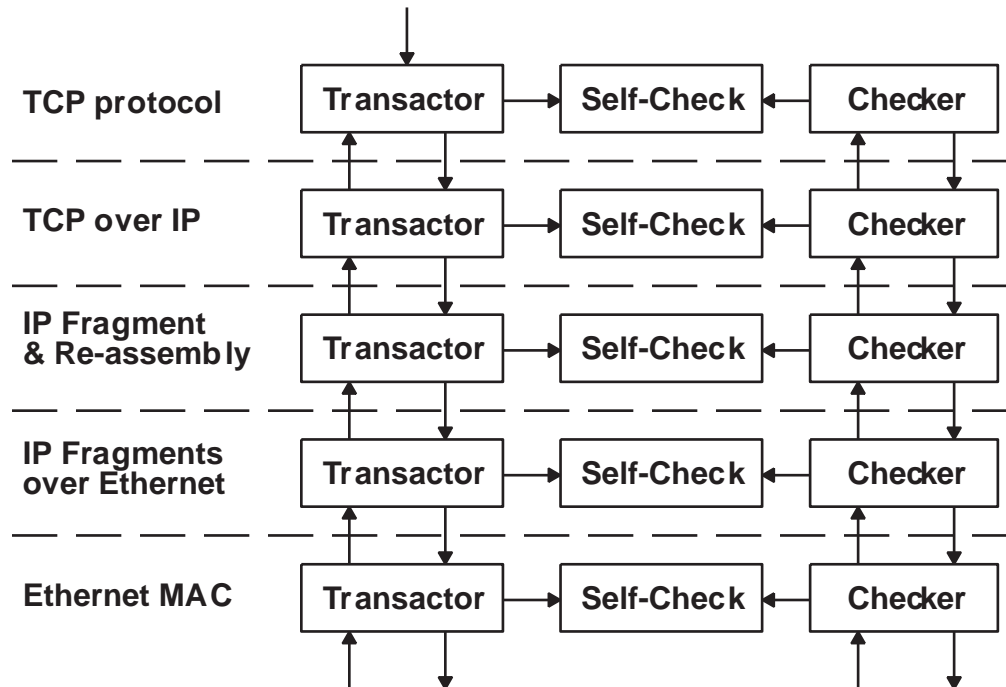 TCP protocol
Transactor
Self-Check
Checker
TCP over IP
Transactor
Self-Check
Checker
IP Fragment
& Re-assembly
Transactor
Self-Check
Checker
IP Fragments
over Ethernet
Transactor
Self-Check
Checker
Ethernet MAC
Transactor
Self-Check
Checker